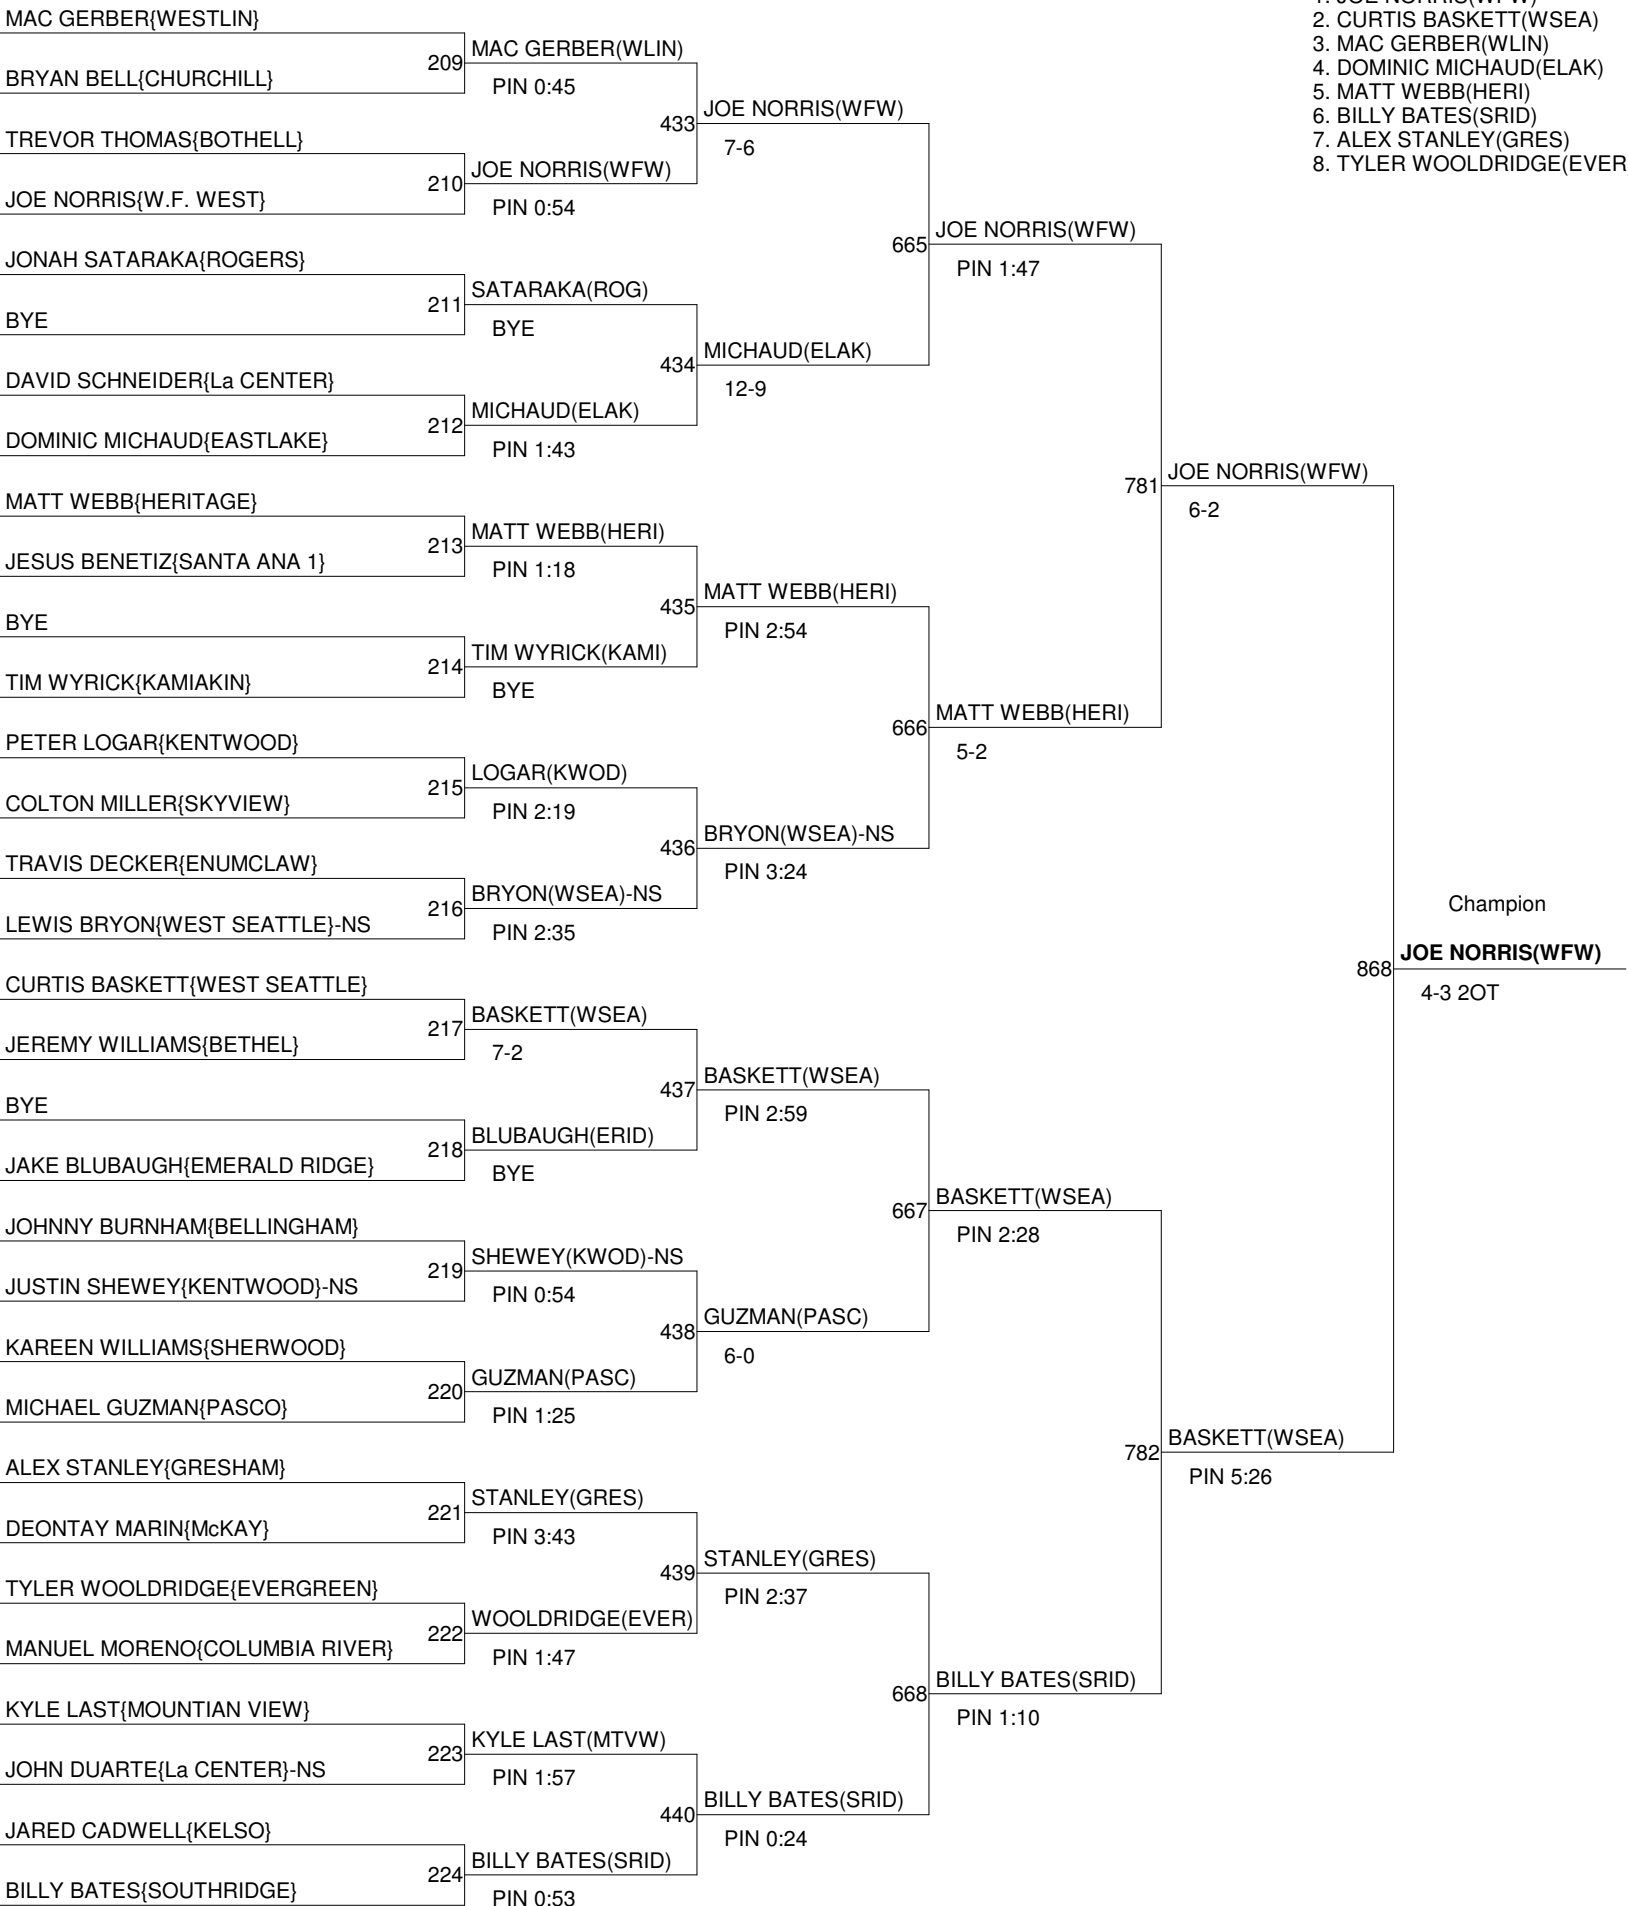 1. JOE NORRIS(WFW)
2. CURTIS BASKETT(WSEA)
3. MAC GERBER(WLIN)
4. DOMINIC MICHAUD(ELAK)
5. MATT WEBB(HERI)
6. BILLY BATES(SRID)
7. ALEX STANLEY(GRES)
8. TYLER WOOLDRIDGE(EVER
MAC GERBER{WESTLIN}
BRYAN BELL{CHURCHILL}
TREVOR THOMAS{BOTHELL}
JOE NORRIS{W.F. WEST}
JONAH SATARAKA{ROGERS}
BYE
DAVID SCHNEIDER{La CENTER}
DOMINIC MICHAUD{EASTLAKE}
MATT WEBB{HERITAGE}
JESUS BENETIZ{SANTA ANA 1}
BYE
TIM WYRICK{KAMIAKIN}
PETER LOGAR{KENTWOOD}
COLTON MILLER{SKYVIEW}
TRAVIS DECKER{ENUMCLAW}
LEWIS BRYON{WEST SEATTLE}-NS
CURTIS BASKETT{WEST SEATTLE}
JEREMY WILLIAMS{BETHEL}
BYE
JAKE BLUBAUGH{EMERALD RIDGE}
JOHNNY BURNHAM{BELLINGHAM}
JUSTIN SHEWEY{KENTWOOD}-NS
KAREEN WILLIAMS{SHERWOOD}
MICHAEL GUZMAN{PASCO}
ALEX STANLEY{GRESHAM}
DEONTAY MARIN{McKAY}
TYLER WOOLDRIDGE{EVERGREEN}
MANUEL MORENO{COLUMBIA RIVER}
KYLE LAST{MOUNTIAN VIEW}
JOHN DUARTE{La CENTER}-NS
JARED CADWELL{KELSO}
BILLY BATES{SOUTHRIDGE}
209 MAC GERBER(WLIN)
PIN 0:45
210 JOE NORRIS(WFW)
PIN 0:54
211 SATARAKA(ROG)
BYE
212 MICHAUD(ELAK)
PIN 1:43
213 MATT WEBB(HERI)
PIN 1:18
214 TIM WYRICK(KAMI)
BYE
215 LOGAR(KWOD)
PIN 2:19
216 BRYON(WSEA)-NS
PIN 2:35
217 BASKETT(WSEA)
7-2
218 BLUBAUGH(ERID)
BYE
219 SHEWEY(KWOD)-NS
PIN 0:54
220 GUZMAN(PASC)
PIN 1:25
221 STANLEY(GRES)
PIN 3:43
222 WOOLDRIDGE(EVER)
PIN 1:47
223 KYLE LAST(MTVW)
PIN 1:57
224 BILLY BATES(SRID)
PIN 0:53
433 JOE NORRIS(WFW)
7-6
434 MICHAUD(ELAK)
12-9
435 MATT WEBB(HERI)
PIN 2:54
436 BRYON(WSEA)-NS
PIN 3:24
437 BASKETT(WSEA)
PIN 2:59
438 GUZMAN(PASC)
6-0
439 STANLEY(GRES)
PIN 2:37
440 BILLY BATES(SRID)
PIN 0:24
665 JOE NORRIS(WFW)
PIN 1:47
666 MATT WEBB(HERI)
5-2
667 BASKETT(WSEA)
PIN 2:28
668 BILLY BATES(SRID)
PIN 1:10
781 JOE NORRIS(WFW)
6-2
782 BASKETT(WSEA)
PIN 5:26
Champion
868 JOE NORRIS(WFW)
4-3 2OT